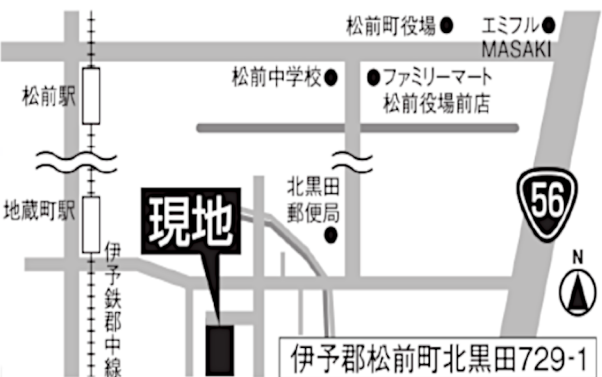 松前町役場
エミフル
MASAKI
松前駅
松前中学校
ファミリーマート
松前役場前店
地蔵町駅
現地
北黒田
郵便局
56
伊予鉄郡中線
N
伊予郡松前町北黒田729-1